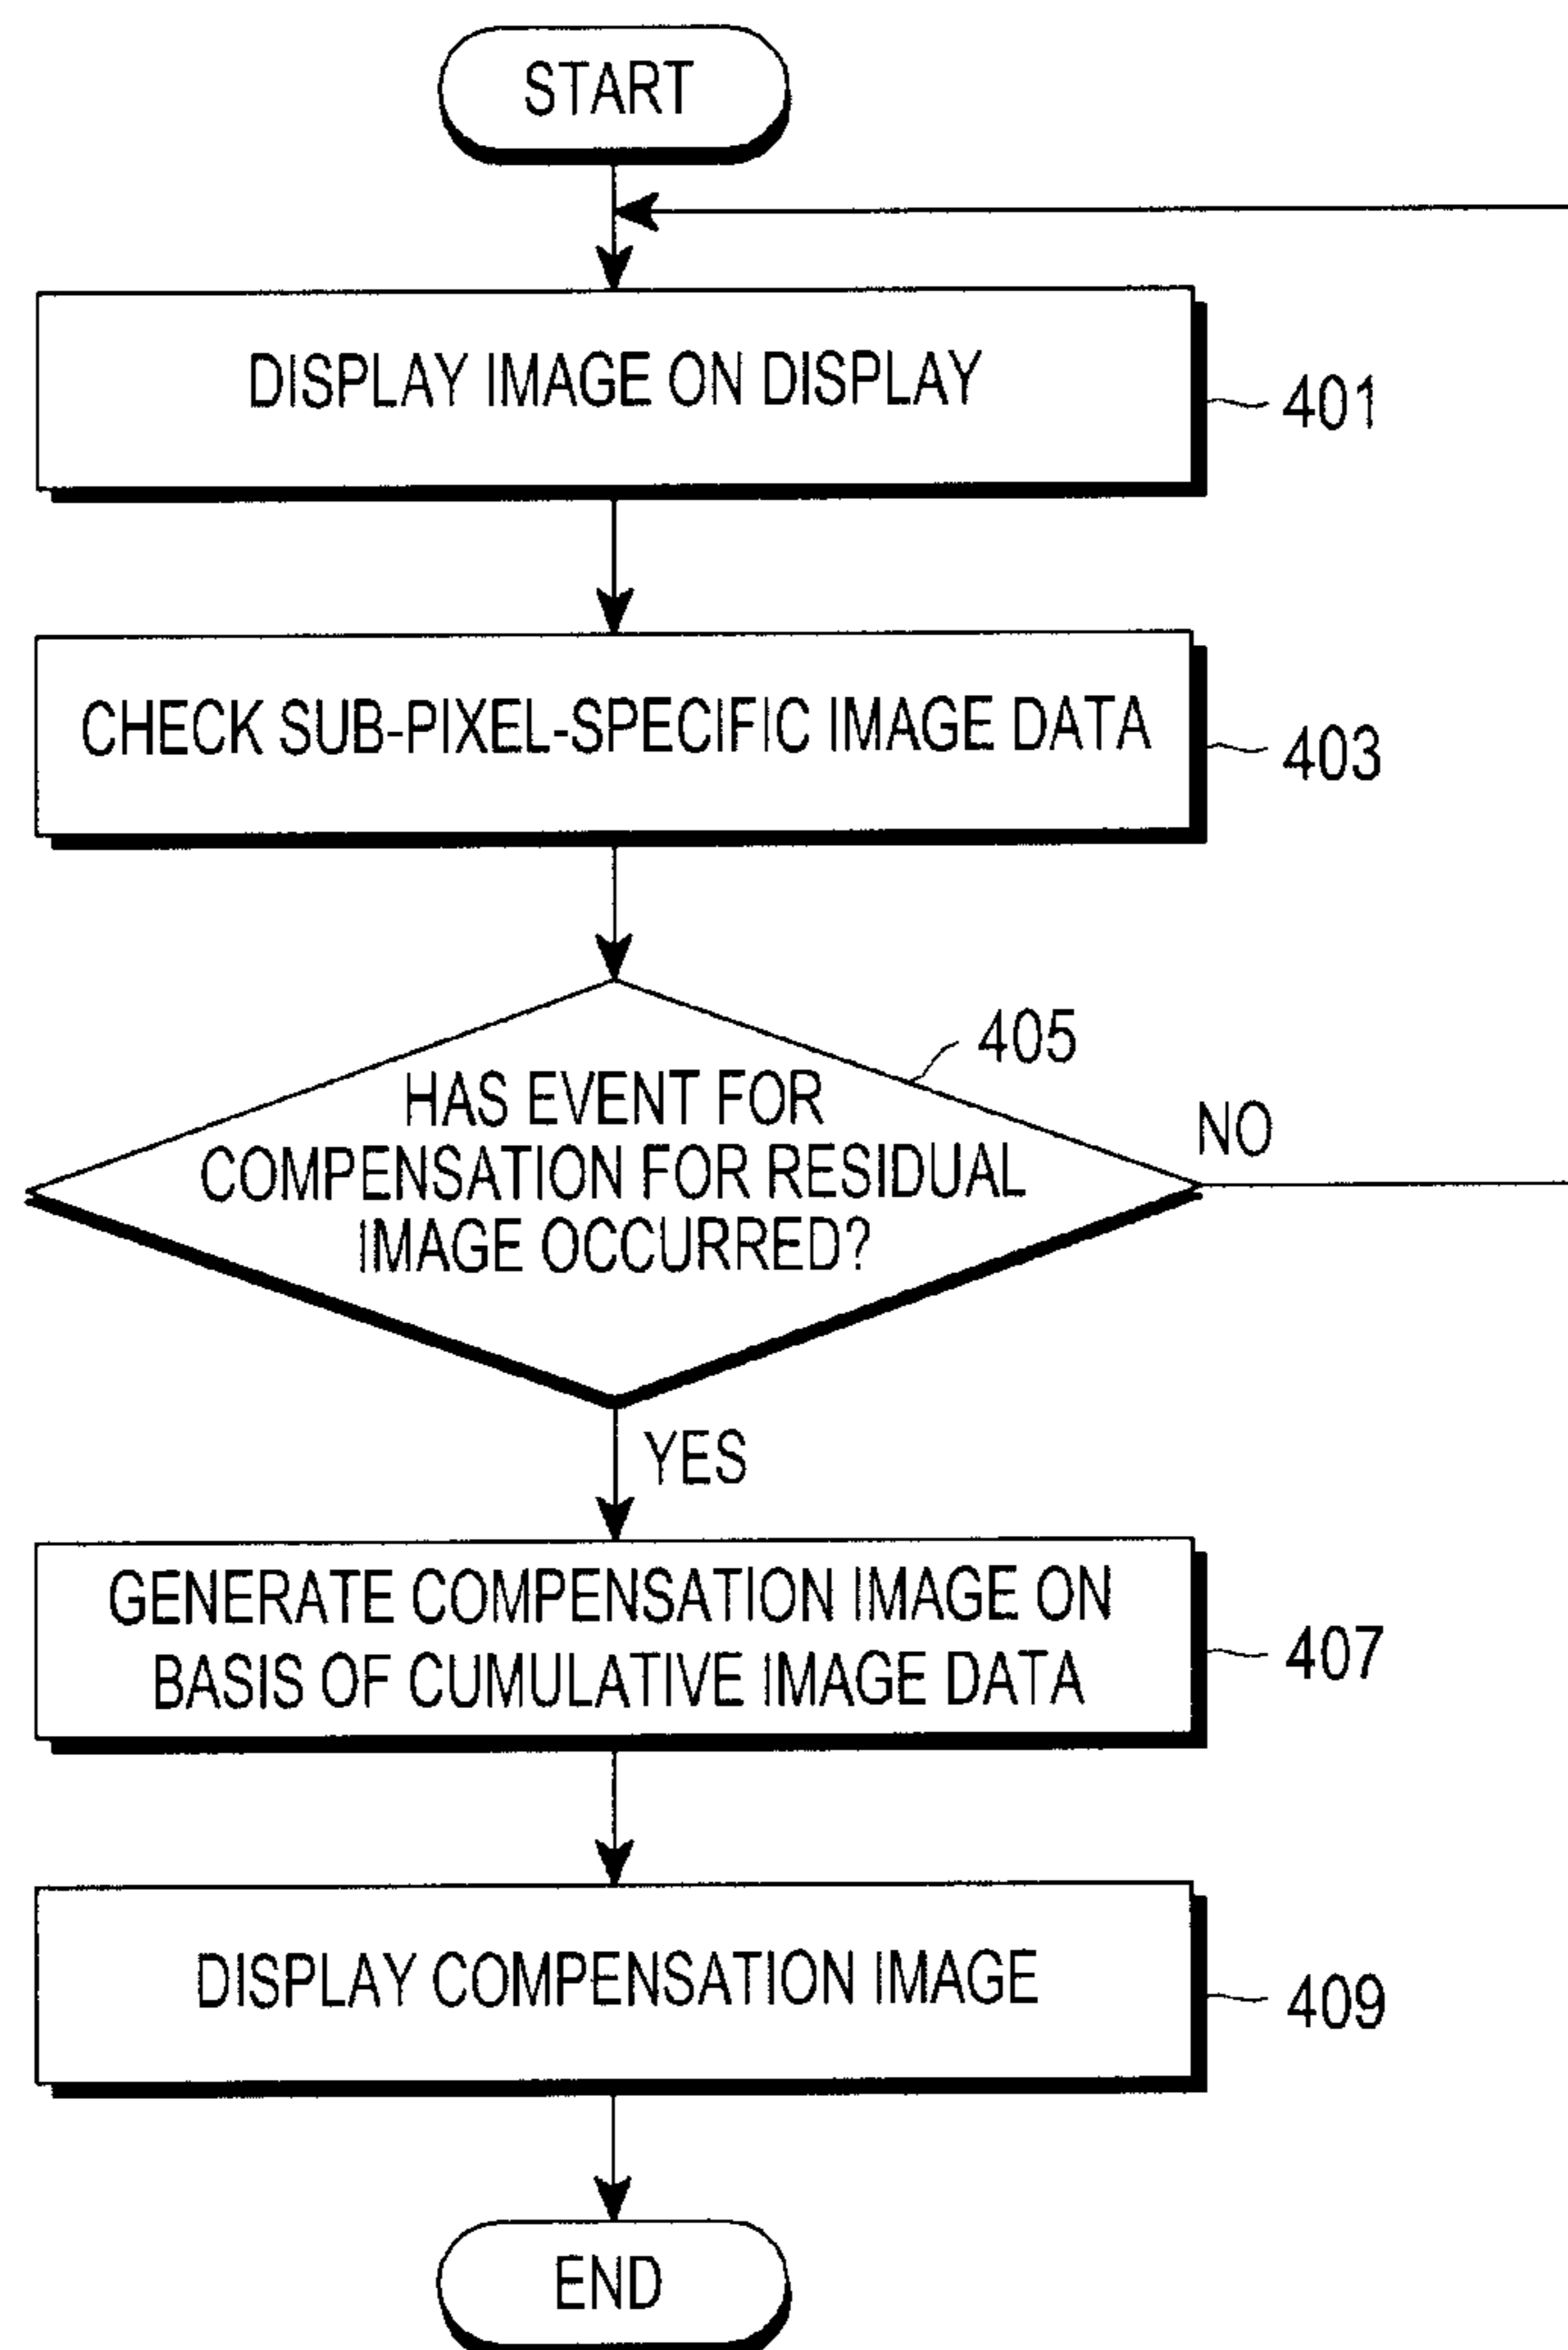 START
DISPLAY IMAGE ON DISPLAY
401
CHECK SUB-PIXEL-SPECIFIC IMAGE DATA
403
405
HAS EVENT FOR
COMPENSATION FOR RESIDUAL
IMAGE OCCURRED?
NO
YES
GENERATE COMPENSATION IMAGE ON
BASIS OF CUMULATIVE IMAGE DATA
407
DISPLAY COMPENSATION IMAGE
409
END